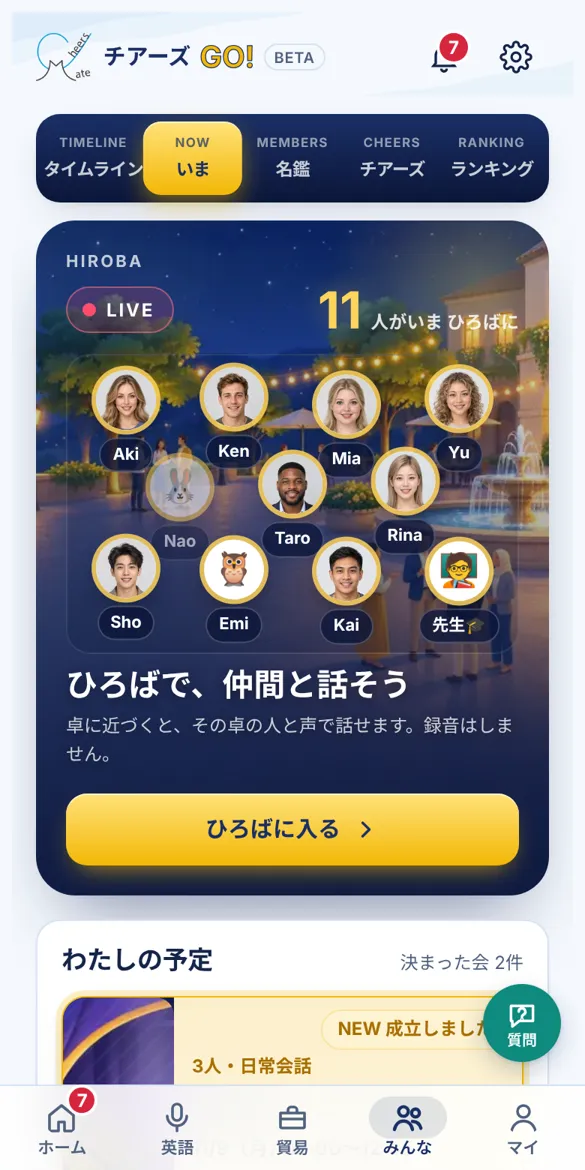 Cheers
Mate
チアーズ GO! BETA
7
TIMELINE
タイムライン
NOW
いま
MEMBERS
名鑑
CHEERS
チアーズ
RANKING
ランキング
HIROBA
LIVE
11 人がいま ひろばに
Aki
Ken
Mia
Yu
Nao
Taro
Rina
Sho
Emi
Kai
先生🎓
ひろばで、仲間と話そう
卓に近づくと、その卓の人と声で話せます。録音はしま
せん。
ひろばに入る
わたしの予定
決まった会 2件
NEW 成立しました
3人・日常会話
質問
7
ホーム
英語
貿易
みんな
マイ